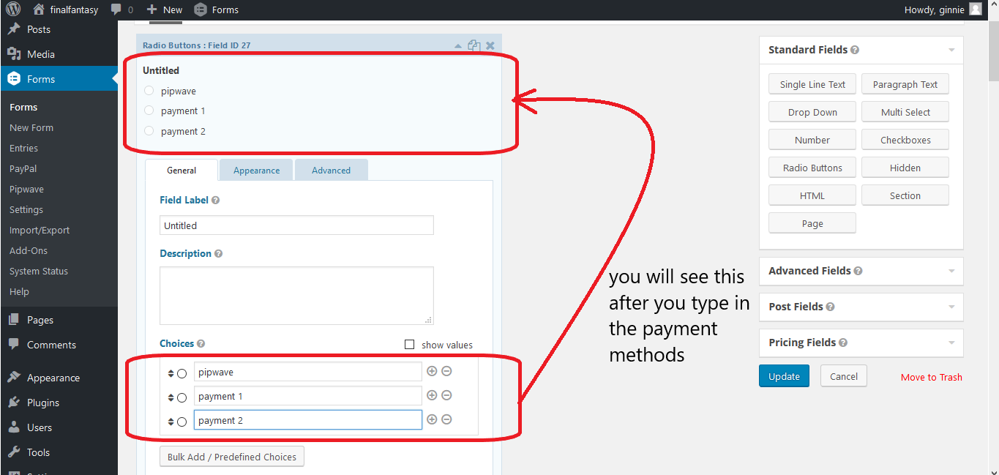 finalfantasy 0 New Forms Howdy, ginnie
Posts
Media
Forms
Forms
New Form
Entries
PayPal
Pipwave
Settings
Import/Export
Add-Ons
System Status
Help
Pages
Comments
Appearance
Plugins
Users
Tools
Radio Buttons : Field ID 27
Untitled
pipwave
payment 1
payment 2
General Appearance Advanced
Field Label
Untitled
Description
Choices show values
pipwave
payment 1
payment 2
Bulk Add / Predefined Choices
you will see this
after you type in
the payment
methods
Standard Fields
Single Line Text Paragraph Text
Drop Down Multi Select
Number Checkboxes
Radio Buttons Hidden
HTML Section
Page
Advanced Fields
Post Fields
Pricing Fields
Update Cancel Move to Trash